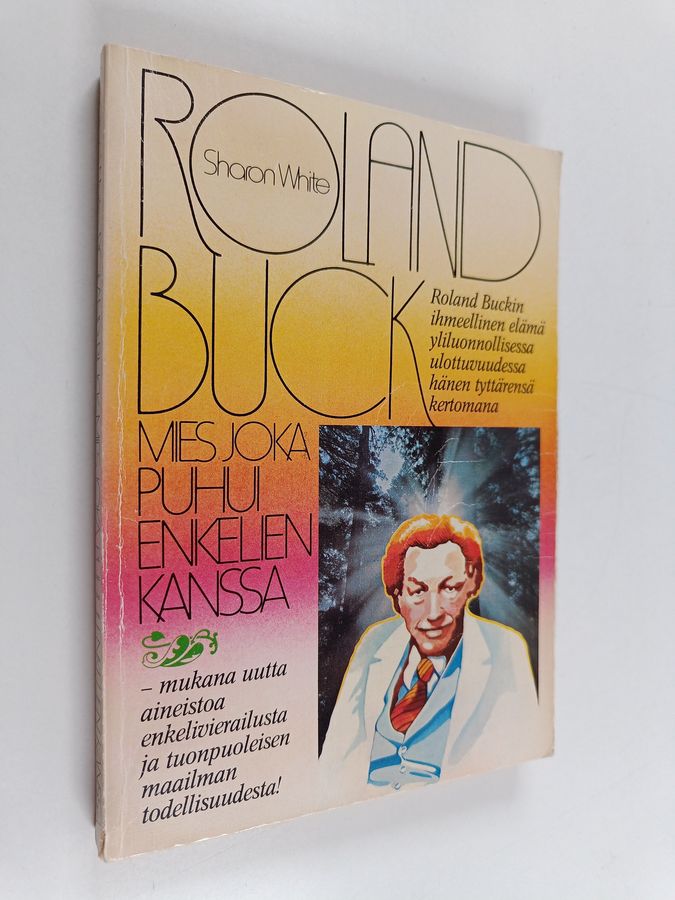 ROLAND
Sharon White
BUCK
Roland Buckin
ihmeellinen elämä
yliluonnollisessa
ulottuvuudessa
hänen tyttärensä
kertomana
MIES JOKA
PUHUI
ENKELIEN
KANSSA
– mukana uutta
aineistoa
enkelivierailusta
ja tuonpuoleisen
maailman
todellisuudesta!